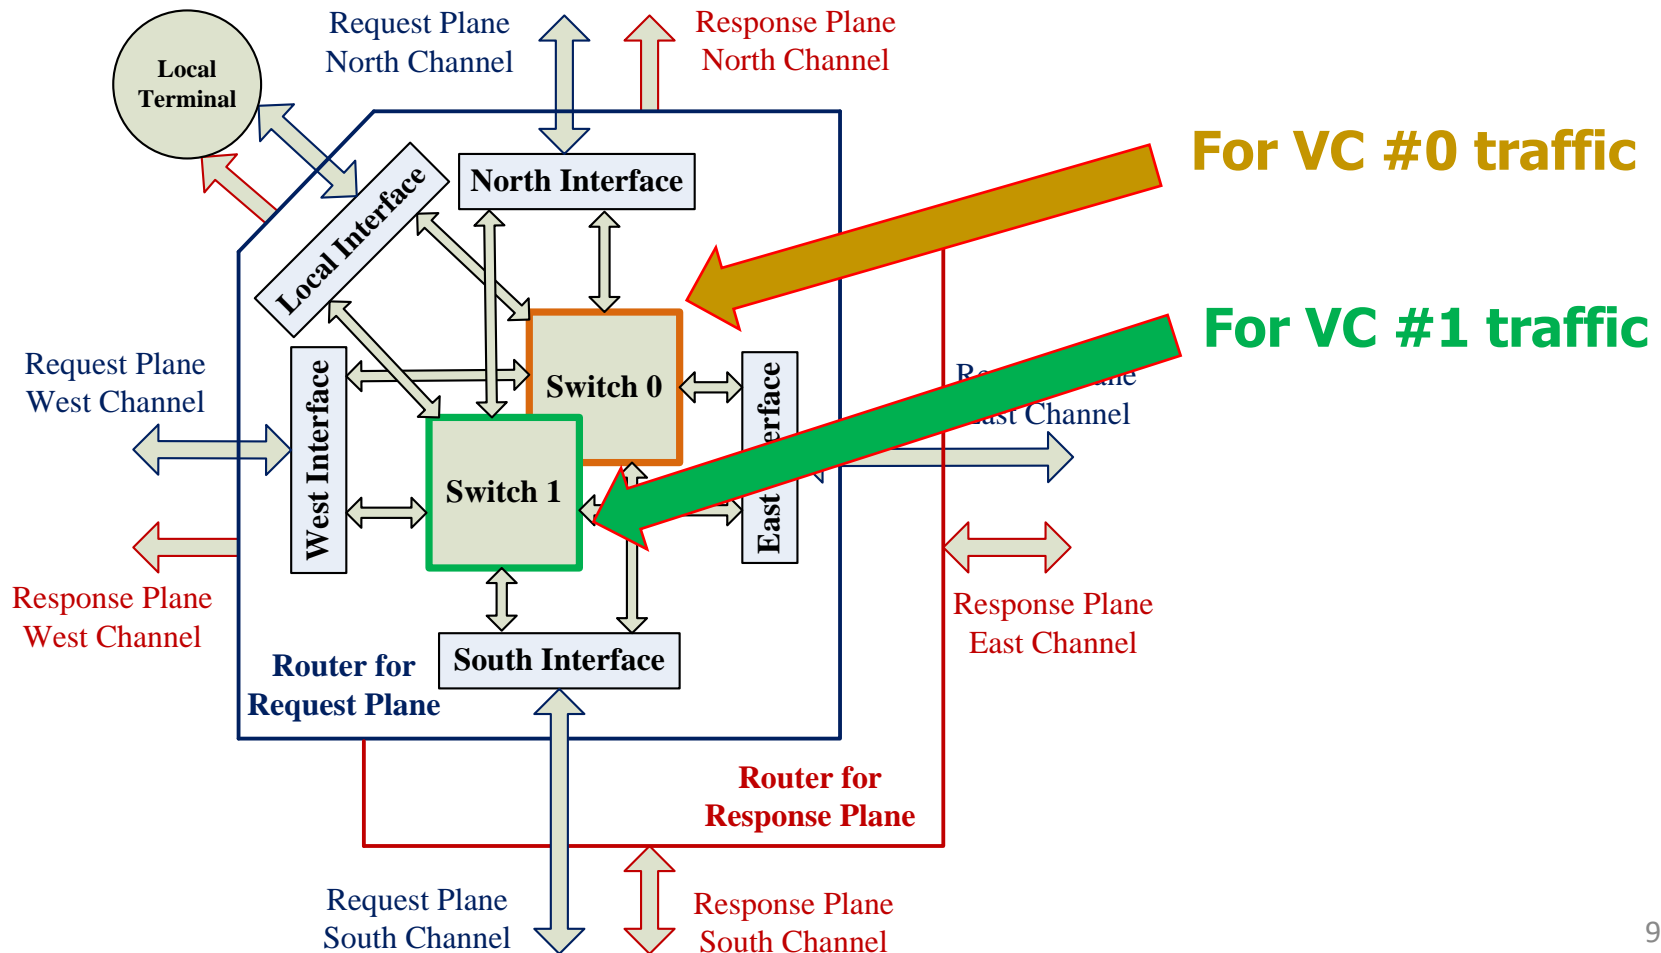 Request Plane
North Channel
Response Plane
North Channel
Local
Terminal
For VC #0 traffic
North Interface
Local Interface
For VC #1 traffic
Request Plane
West Channel
West Interface
Switch 0
East
Channel
Switch 1
Response Plane
West Channel
Response Plane
East Channel
South Interface
Router for
Request Plane
Router for
Response Plane
Request Plane
South Channel
Response Plane
South Channel
9